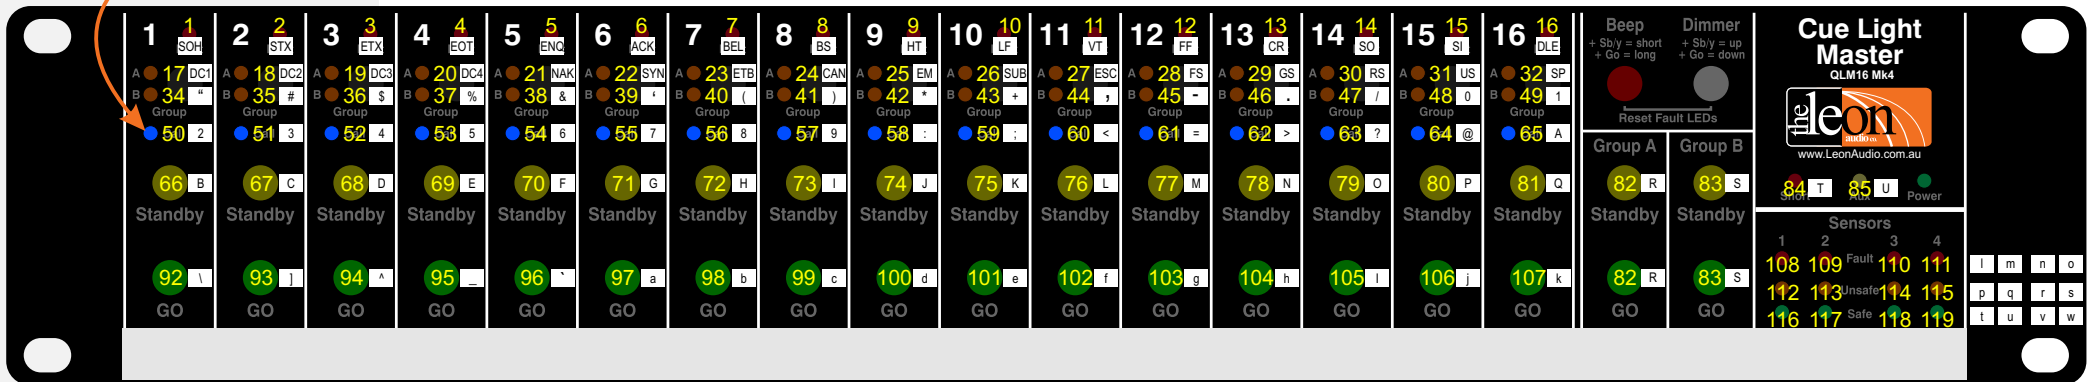 1 2 3 4 5 6 7 8 9 10 11 12 13 14 15 16
1 2 3 4 5 6 7 8 9 10 11 12 13 14 15 16
SOH STX ETX EOT ENQ ACK BEL BS HT LF VT FF CR SO SI DLE
A 17 DC1 A 18 DC2 A 19 DC3 A 20 DC4 A 21 NAK A 22 SYN A 23 ETB A 24 CAN A 25 EM A 26 SUB A 27 ESC A 28 FS A 29 GS A 30 RS A 31 US A 32 SP
B 34 “ B 35 # B 36 $ B 37 % B 38 & B 39 ‘ B 40 ( B 41 ) B 42 * B 43 + B 44 , B 45 - B 46 . B 47 / B 48 0 B 49 1
Group Group Group Group Group Group Group Group Group Group Group Group Group Group Group Group
50 2 51 3 52 4 53 5 54 6 55 7 56 8 57 9 58 : 59 ; 60 < 61 = 62 > 63 ? 64 @ 65 A
66 B 67 C 68 D 69 E 70 F 71 G 72 H 73 I 74 J 75 K 76 L 77 M 78 N 79 O 80 P 81 Q
Standby Standby Standby Standby Standby Standby Standby Standby Standby Standby Standby Standby Standby Standby Standby Standby
92 \ 93 ] 94 ^ 95 _ 96 ` 97 a 98 b 99 c 100 d 101 e 102 f 103 g 104 h 105 I 106 j 107 k
GO GO GO GO GO GO GO GO GO GO GO GO GO GO GO GO
Beep Dimmer
+ Sb/y = short + Sb/y = up
+ Go = long + Go = down
Reset Fault LEDs
Group A Group B
82 R 83 S
Standby Standby
82 R 83 S
GO GO
Cue Light
Master
QLM16 Mk4
the leon
audio co
www.LeonAudio.com.au
84 T 85 U
Short Aux Power
Sensors
1 2 3 4
108 109 Fault 110 111
112 113 Unsafe 114 115
116 117 Safe 118 119
l m n o
p q r s
t u v w